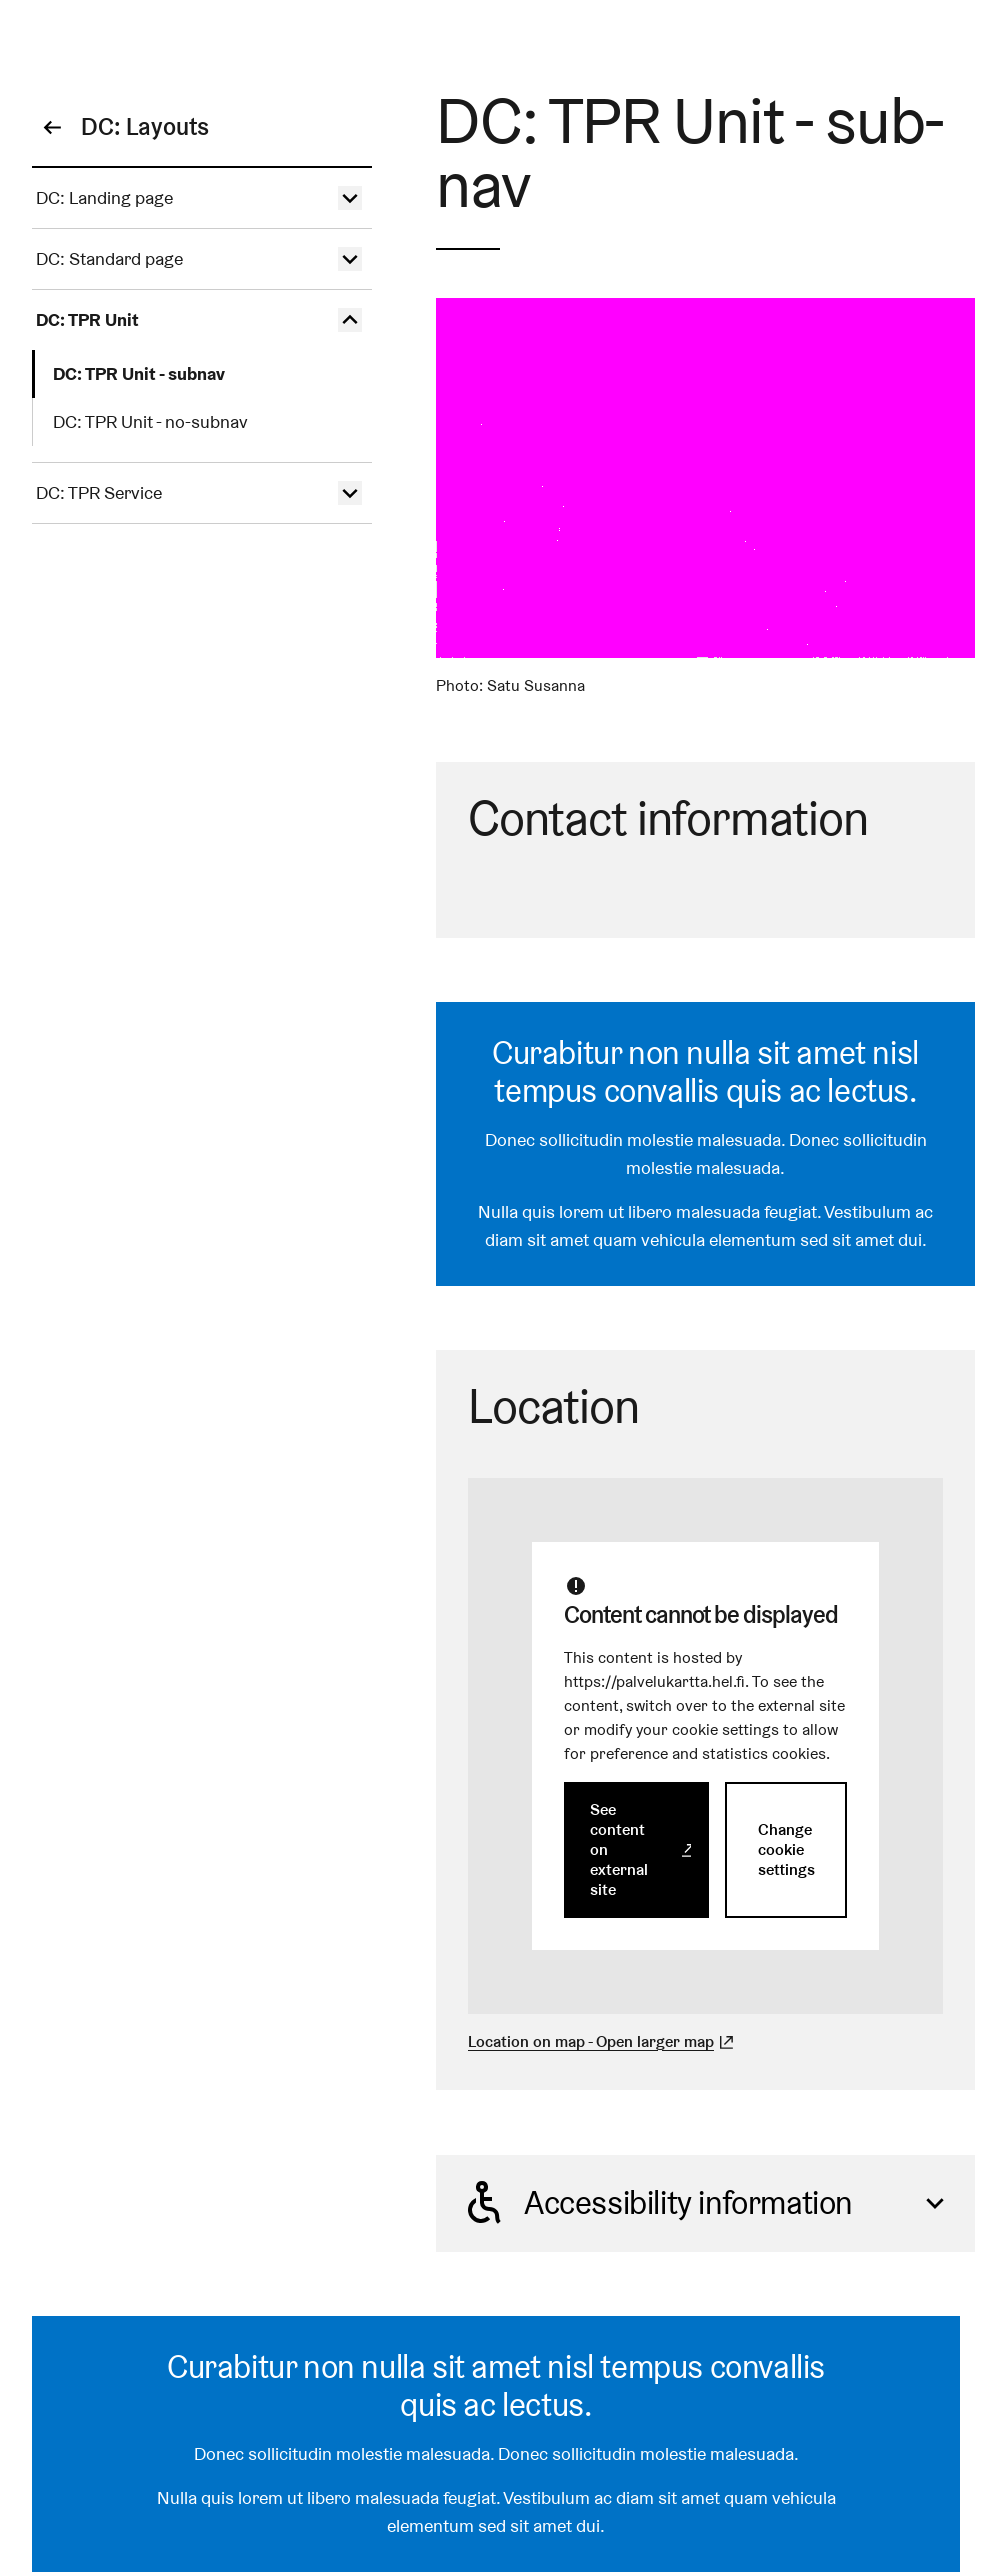 DC: Layouts
DC: Landing page
DC: Standard page
DC: TPR Unit
DC: TPR Unit - subnav
DC: TPR Unit - no-subnav
DC: TPR Service
DC: TPR Unit - sub-
nav
Photo: Satu Susanna
Contact information
Curabitur non nulla sit amet nisl
tempus convallis quis ac lectus.
Donec sollicitudin molestie malesuada. Donec sollicitudin
molestie malesuada.
Nulla quis lorem ut libero malesuada feugiat. Vestibulum ac
diam sit amet quam vehicula elementum sed sit amet dui.
Location
Content cannot be displayed
This content is hosted by
https://palvelukartta.hel.fi. To see the
content, switch over to the external site
or modify your cookie settings to allow
for preference and statistics cookies.
See
content
on
external
site
Change
cookie
settings
Location on map - Open larger map
Accessibility information
Curabitur non nulla sit amet nisl tempus convallis
quis ac lectus.
Donec sollicitudin molestie malesuada. Donec sollicitudin molestie malesuada.
Nulla quis lorem ut libero malesuada feugiat. Vestibulum ac diam sit amet quam vehicula
elementum sed sit amet dui.